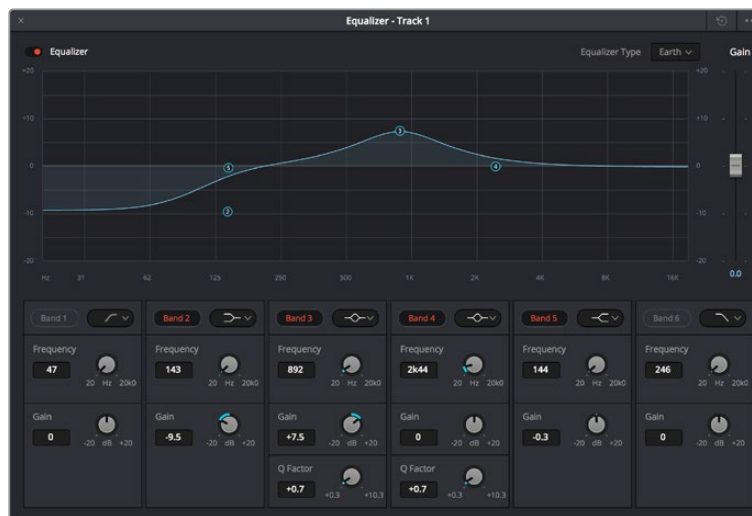 Equalizer - Track 1
Equalizer
Equalizer Type Earth Gain
+20 +20
+10 +10
0 0
-10 -10
-20 -20
Hz 31 62 125 250 500 1K 2K 4K 8K 16K
0.0
3
5
4
2
Band 1 Band 2 Band 3 Band 4 Band 5 Band 6
Frequency Frequency Frequency Frequency Frequency Frequency
47 143 892 2k44 144 246
20 Hz 20k0 20 Hz 20k0 20 Hz 20k0 20 Hz 20k0 20 Hz 20k0 20 Hz 20k0
Gain Gain Gain Gain Gain Gain
0 -9.5 +7.5 0 -0.3 0
-20 dB +20 -20 dB +20 -20 dB +20 -20 dB +20 -20 dB +20 -20 dB +20
Q Factor Q Factor
+0.7 +0.7
+0.3 +10.3 +0.3 +10.3